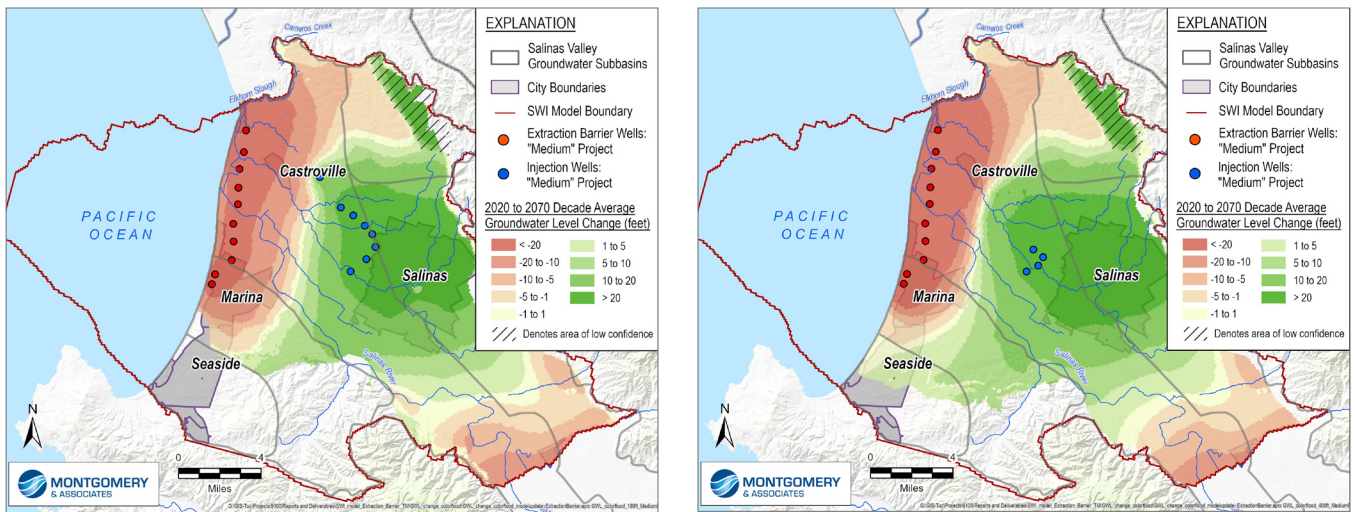 Carneros Creek
Elkhorn Slough
Castroville
PACIFIC
OCEAN
Salinas
Marina
Seaside
Salinas River
N
0
4
Miles
MONTGOMERY
& ASSOCIATES
EXPLANATION
Salinas Valley
Groundwater Subbasins
City Boundaries
SWI Model Boundary
Extraction Barrier Wells:
"Medium" Project
Injection Wells:
"Medium" Project
2020 to 2070 Decade Average
Groundwater Level Change (feet)
< -20
-20 to -10
-10 to -5
-5 to -1
-1 to 1
1 to 5
5 to 10
10 to 20
> 20
Denotes area of low confidence
Carneros Creek
Elkhorn Slough
Castroville
PACIFIC
OCEAN
Salinas
Marina
Seaside
Salinas River
N
0
4
Miles
MONTGOMERY
& ASSOCIATES
EXPLANATION
Salinas Valley
Groundwater Subbasins
City Boundaries
SWI Model Boundary
Extraction Barrier Wells:
"Medium" Project
Injection Wells:
"Medium" Project
2020 to 2070 Decade Average
Groundwater Level Change (feet)
< -20
-20 to -10
-10 to -5
-5 to -1
-1 to 1
1 to 5
5 to 10
10 to 20
> 20
Denotes area of low confidence